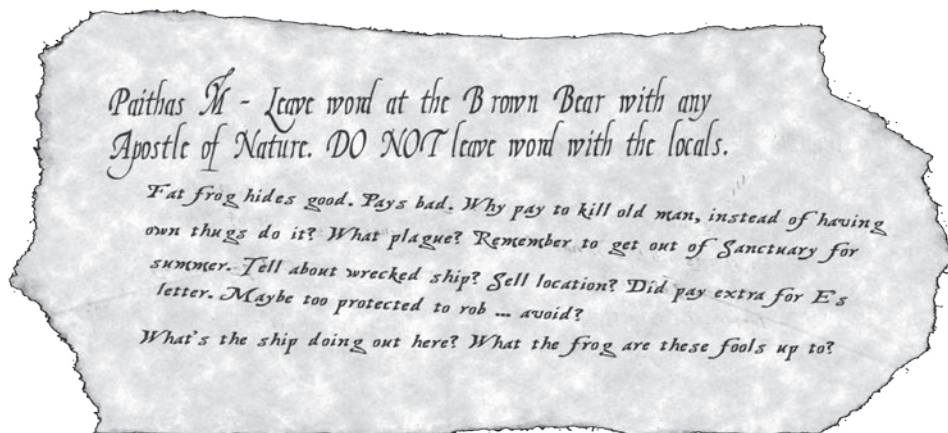 Paithas M - Leave word at the Brown Bear with any
Apostle of Nature. DO NOT leave word with the locals.
Fat frog hides good. Pays bad. Why pay to kill old man, instead of having
own thugs do it? What plague? Remember to get out of Sanctuary for
summer. Tell about wrecked ship? Sell location? Did pay extra for E's
letter. Maybe too protected to rob ... avoid?
What's the ship doing out here? What the frog are these fools up to?